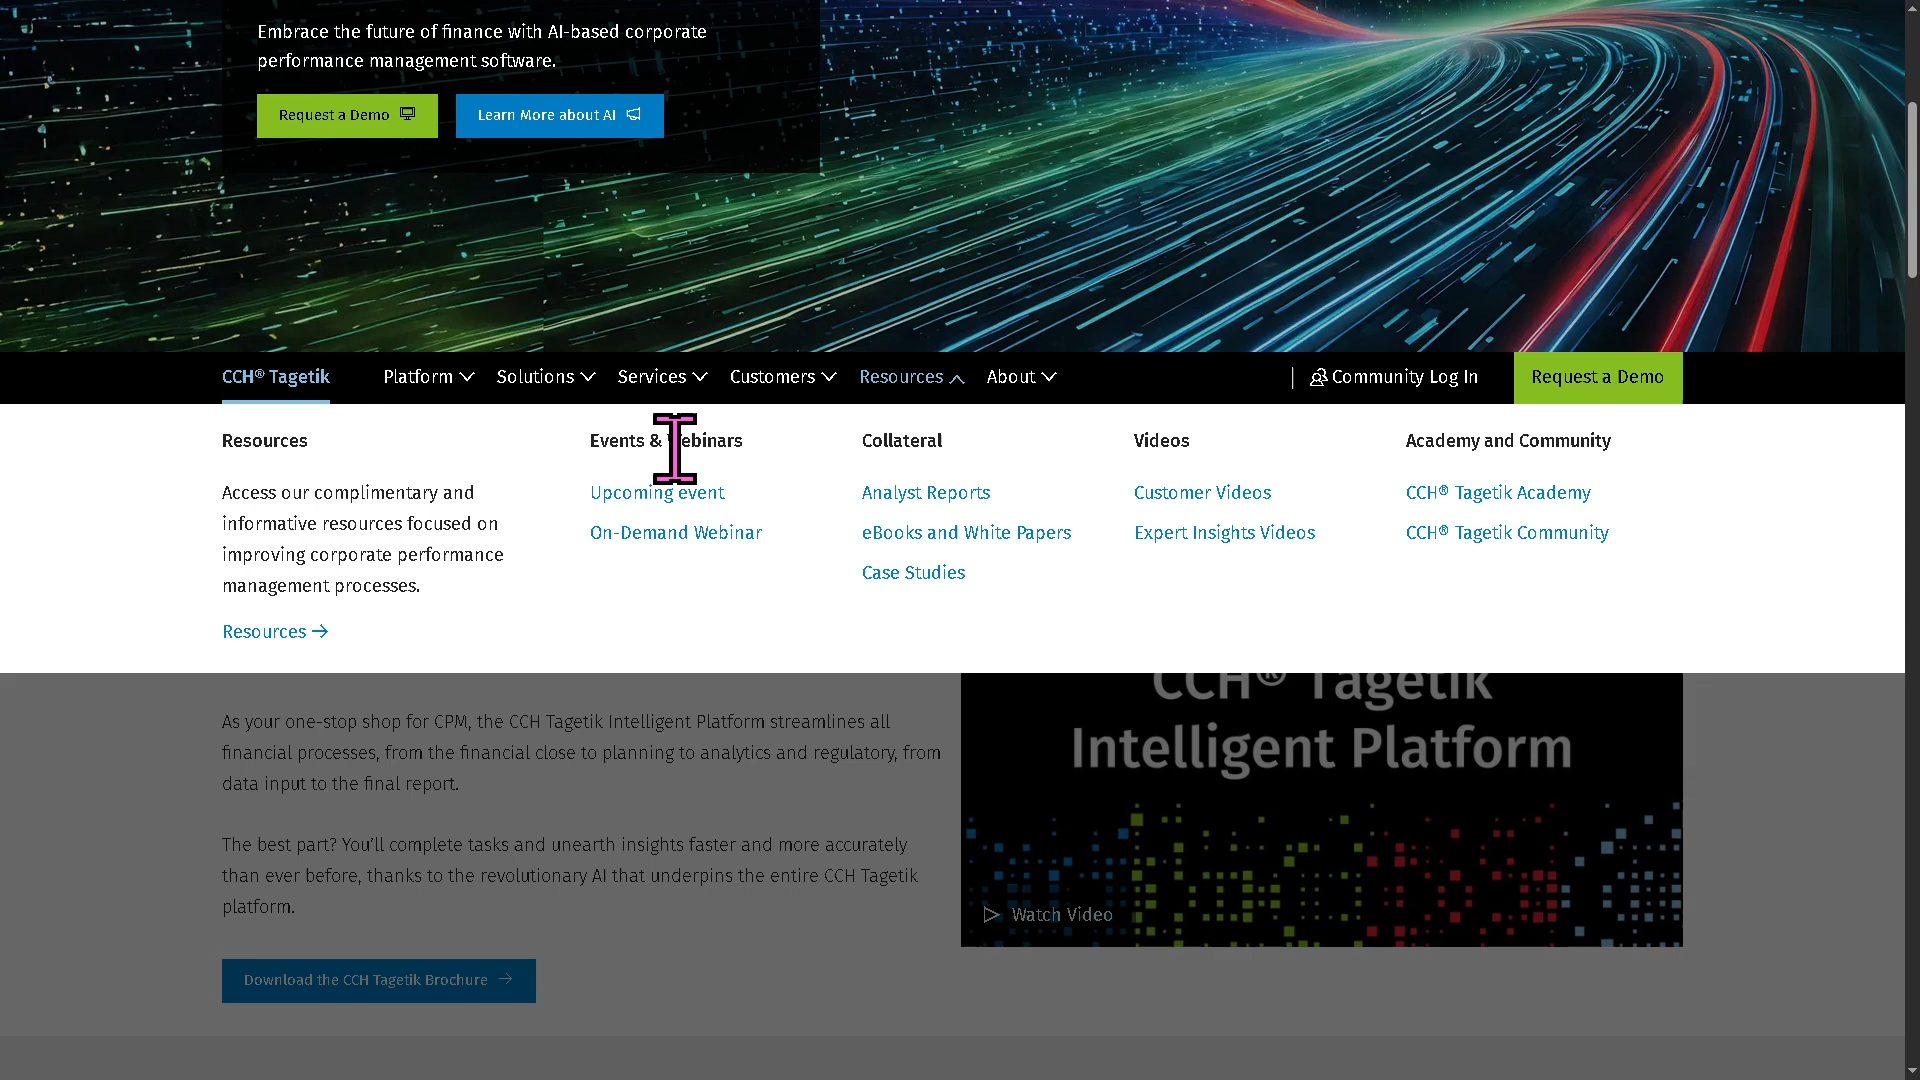 Embrace the future of finance with AI-based corporate
performance management software.
Request a Demo
Learn More about AI
CCH® Tagetik
Platform
Solutions
Services
Customers
Resources
About
Community Log In
Request a Demo
Resources
Access our complimentary and
informative resources focused on
improving corporate performance
management processes.
Resources
Events & Webinars
Upcoming event
On-Demand Webinar
Collateral
Analyst Reports
eBooks and White Papers
Case Studies
Videos
Customer Videos
Expert Insights Videos
Academy and Community
CCH® Tagetik Academy
CCH® Tagetik Community
As your one-stop shop for CPM, the CCH Tagetik Intelligent Platform streamlines all
financial processes, from the financial close to planning to analytics and regulatory, from
data input to the final report.
The best part? You’ll complete tasks and unearth insights faster and more accurately
than ever before, thanks to the revolutionary AI that underpins the entire CCH Tagetik
platform.
Download the CCH Tagetik Brochure
CCH® Tagetik
Intelligent Platform
Watch Video